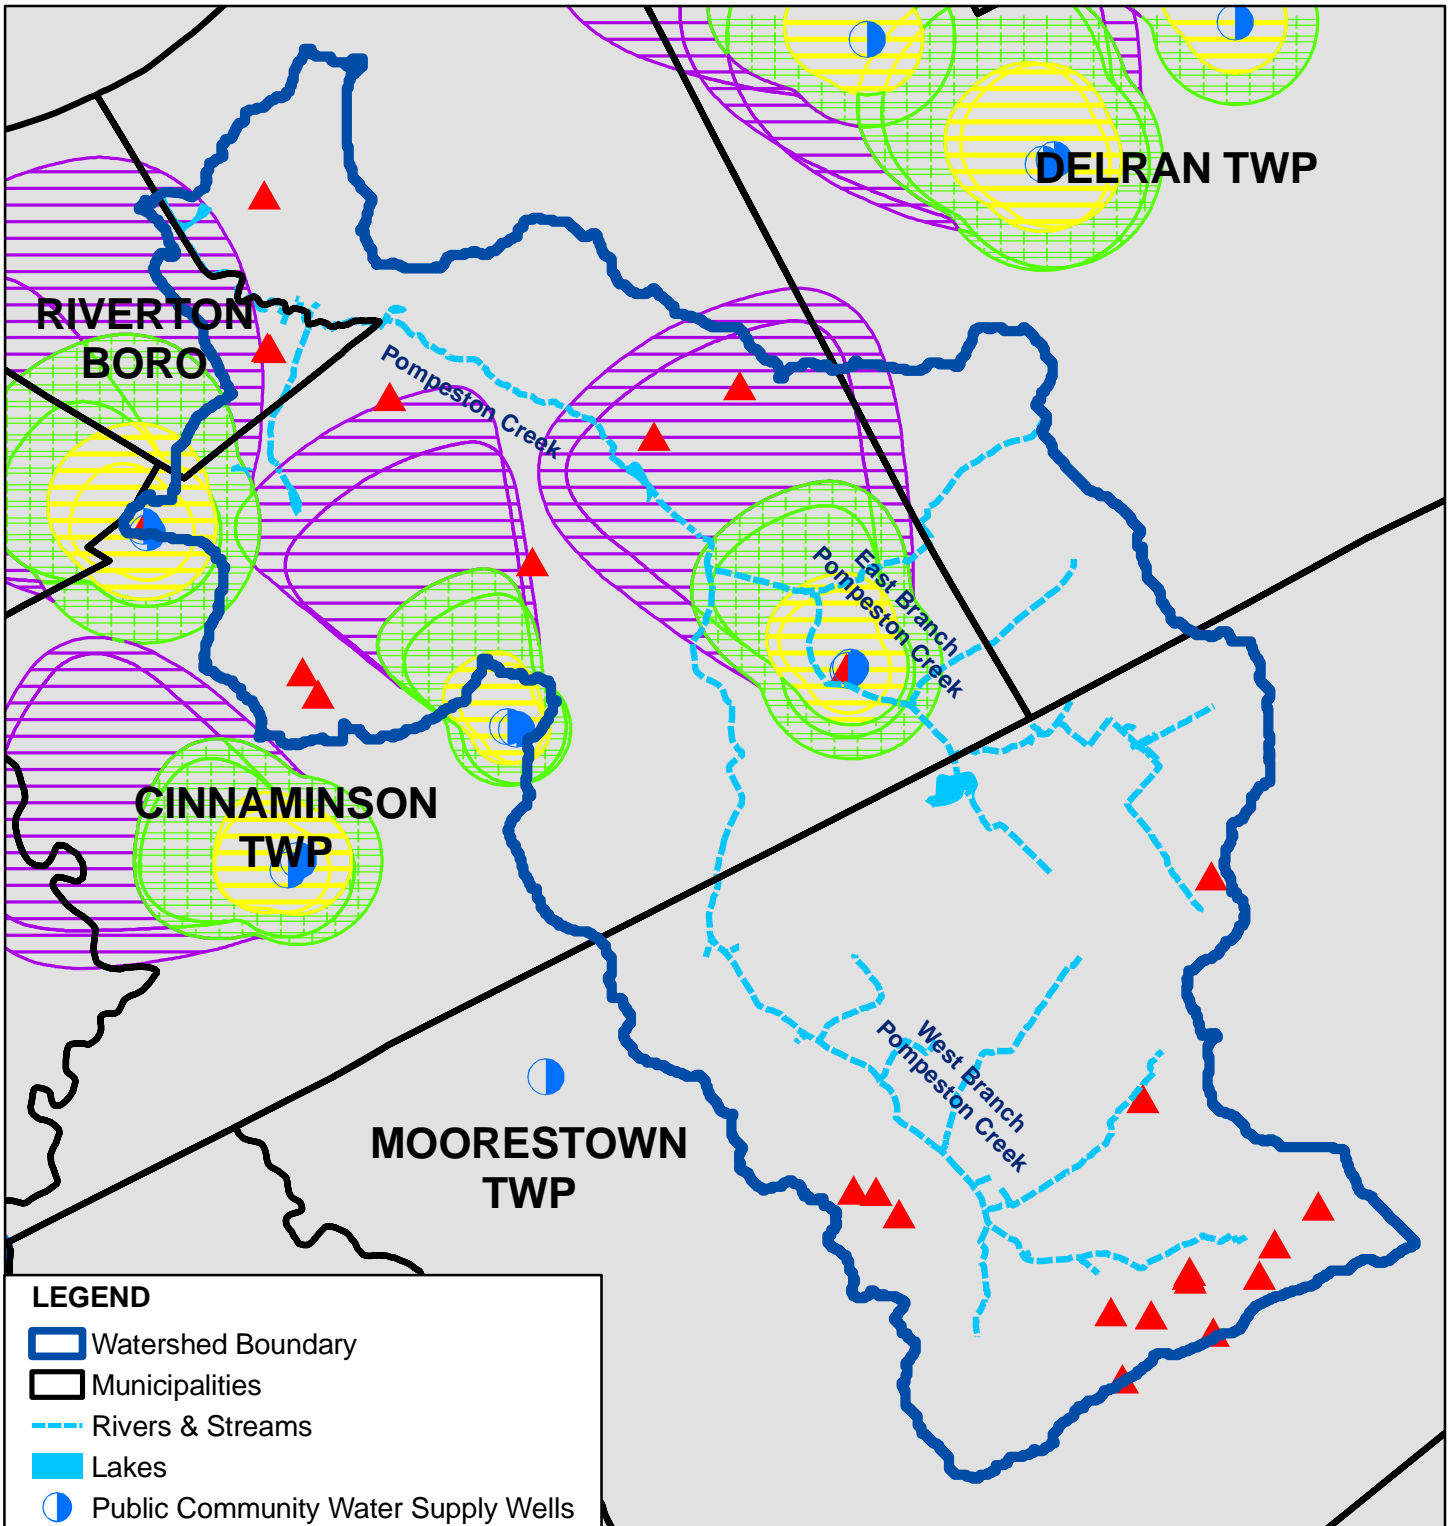 DELRAN TWP
RIVERTON
BORO
Pompeston Creek
East Branch
Pompeston Creek
CINNAMINSON
TWP
West Branch
Pompeston Creek
MOORESTOWN
TWP
LEGEND
Watershed Boundary
Municipalities
Rivers & Streams
Lakes
Public Community Water Supply Wells